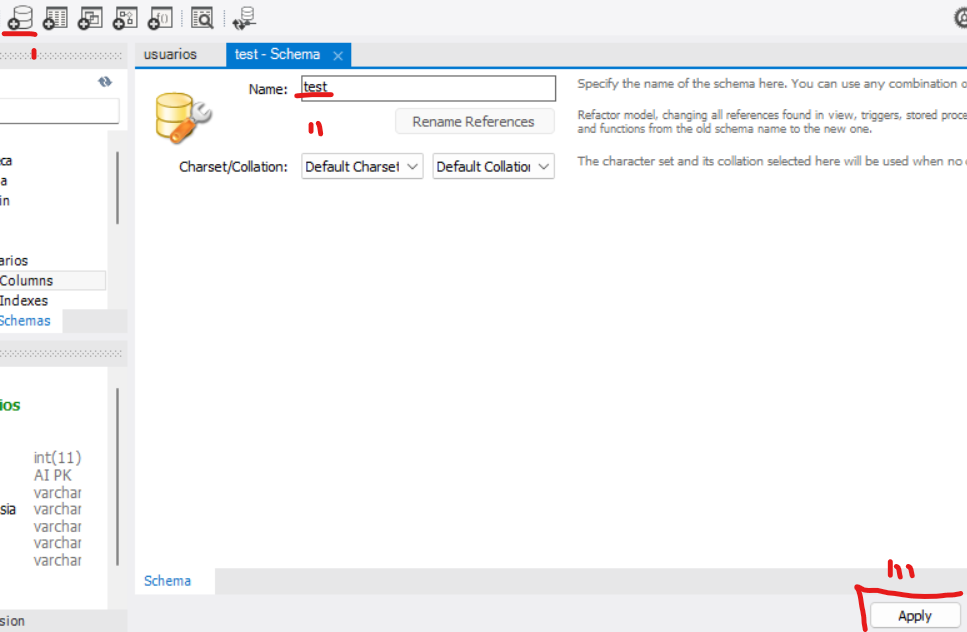 usuarios
test - Schema
Name: test
Specify the name of the schema here. You can use any combination o
Rename References
Refactor model, changing all references found in view, triggers, stored proce
and functions from the old schema name to the new one.
Charset/Collation: Default Charset Default Collation
The character set and its collation selected here will be used when no
ca
a
in
arios
Columns
Indexes
Schemas
ios
int(11)
AI PK
varchar
sia varchar
varchar
varchar
varchar
Schema
sion
Apply